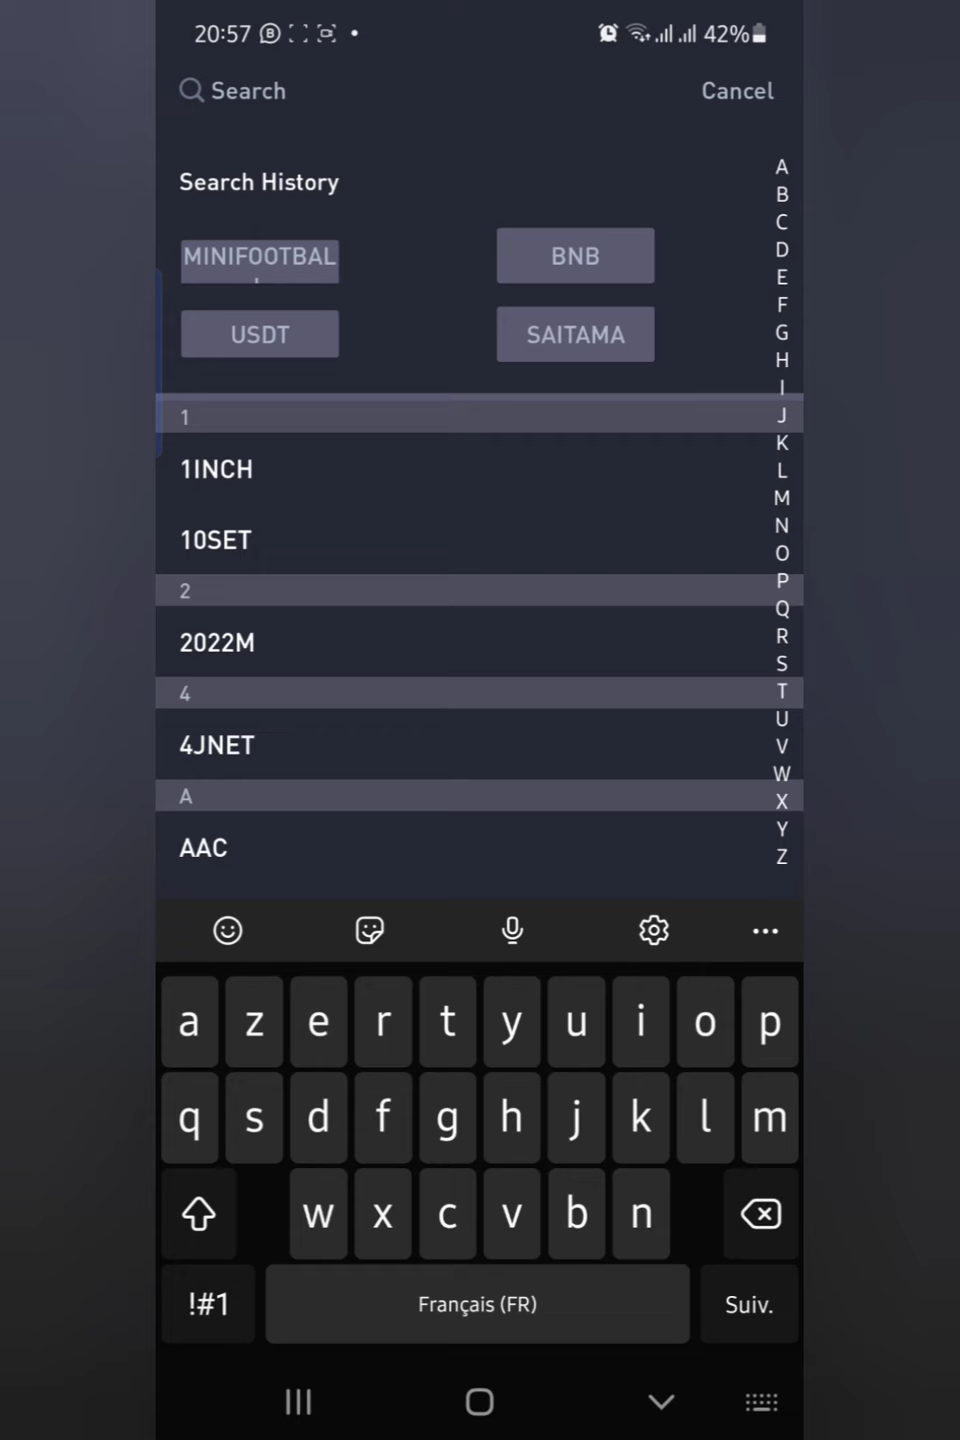 20:57
42%
Search
Cancel
Search History
MINIFOOTBAL
BNB
USDT
SAITAMA
1
1INCH
10SET
2
2022M
4
4JNET
A
AAC
A
B
C
D
E
F
G
H
I
J
K
L
M
N
O
P
Q
R
S
T
U
V
W
X
Y
Z
a z e r t y u i o p
q s d f g h j k l m
w x c v b n
!#1 Français (FR) Suiv.